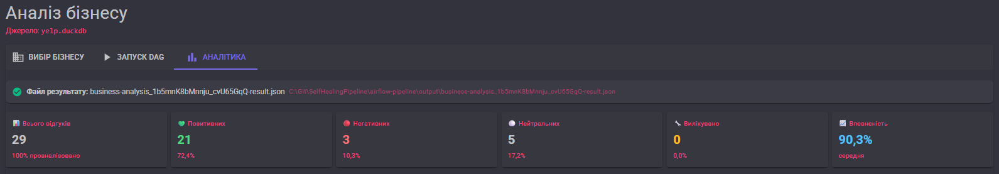 Аналіз бізнесу
Джерело: yelp.duckdb
ВИБІР БІЗНЕСУ ЗАПУСК DAG АНАЛІТИКА
Файл результату: business-analysis_1b5mnK8bMnnju_cvU65GqQ-result.json C:\Git\SelfHealingPipeline\airflow-pipeline\output\business-analysis_1b5mnK8bMnnju_cvU65GqQ-result.json
Всього відгуків Позитивних Негативних Нейтральних Вилікувано Впевненість
29 21 3 5 0 90,3%
100% проаналізовано 72,4% 10,3% 17,2% 0,0% середня